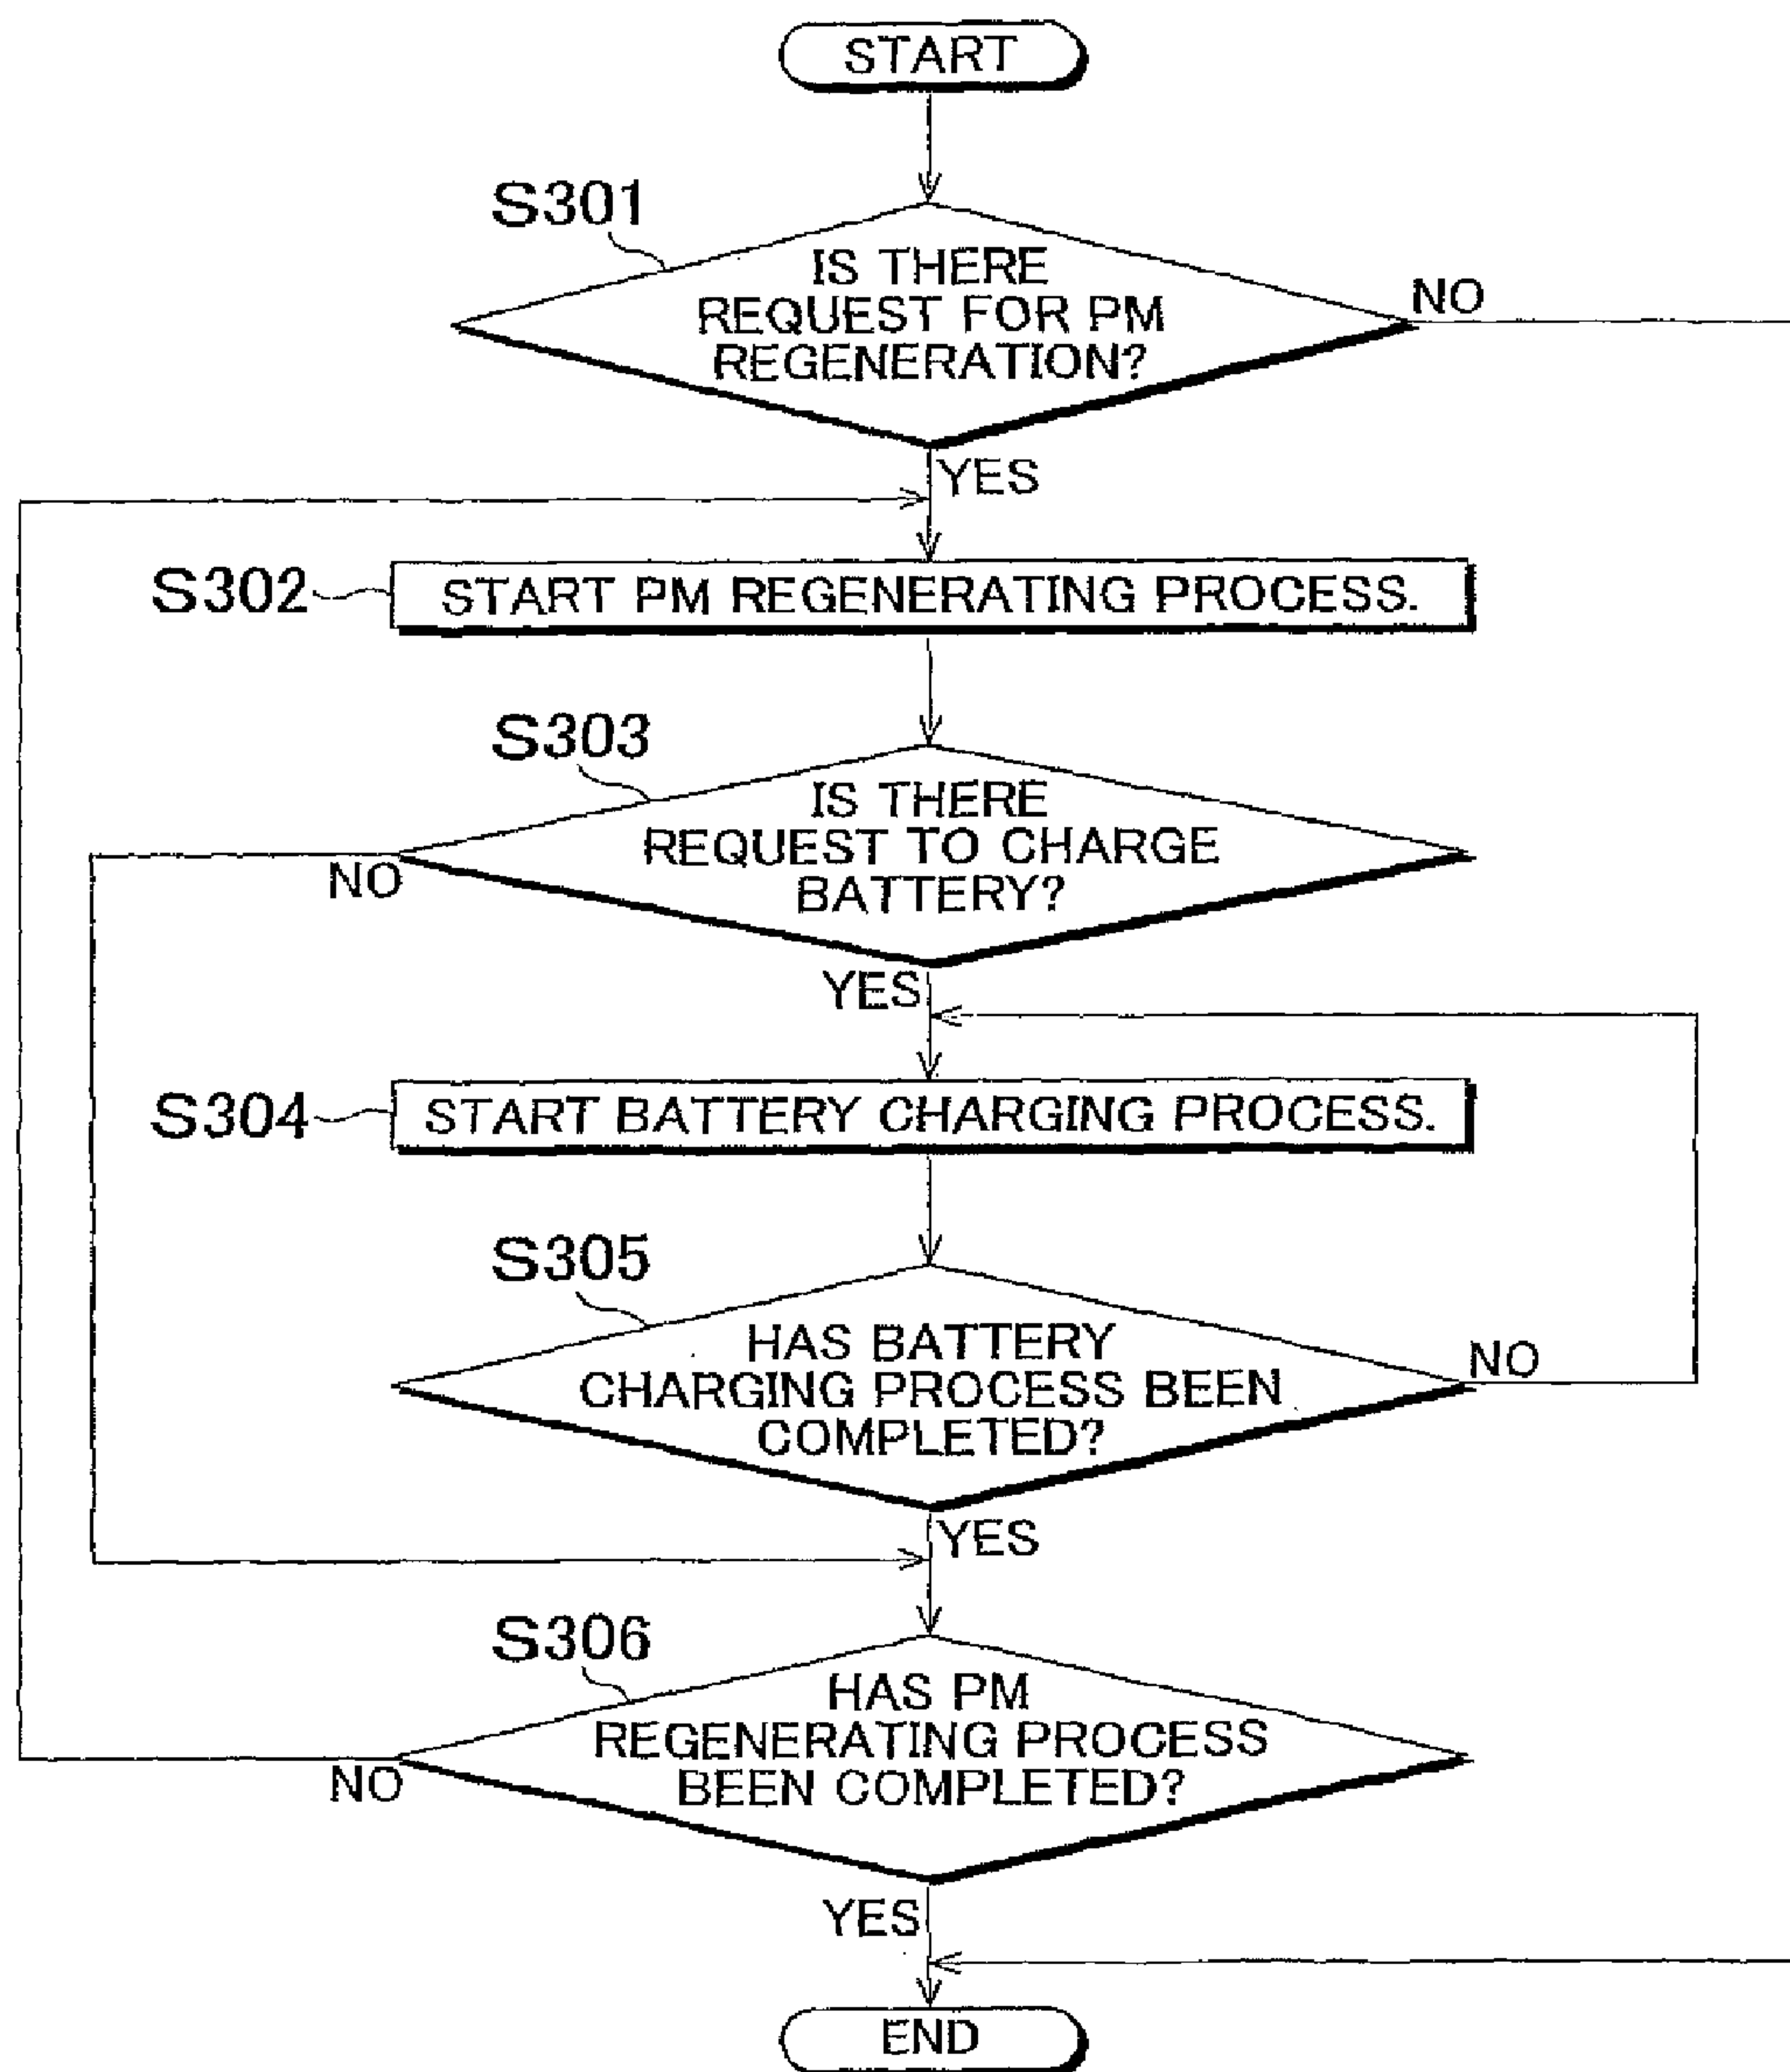 START
S301
IS THERE
REQUEST FOR PM
REGENERATION?
NO
YES
S302
START PM REGENERATING PROCESS.
S303
IS THERE
REQUEST TO CHARGE
BATTERY?
NO
YES
S304
START BATTERY CHARGING PROCESS.
S305
HAS BATTERY
CHARGING PROCESS BEEN
COMPLETED?
NO
YES
S306
HAS PM
REGENERATING PROCESS
BEEN COMPLETED?
NO
YES
END